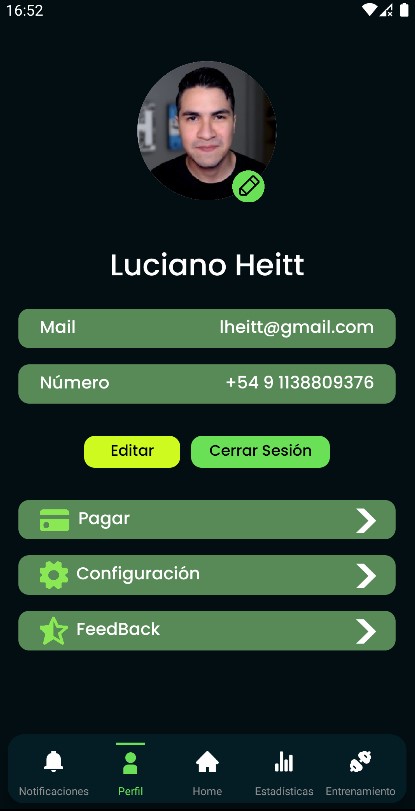 16:52
Luciano Heitt
Mail lheitt@gmail.com
Número +54 9 1138809376
Editar Cerrar Sesión
Pagar
Configuración
FeedBack
Notificaciones Perfil Home Estadisticas Entrenamiento